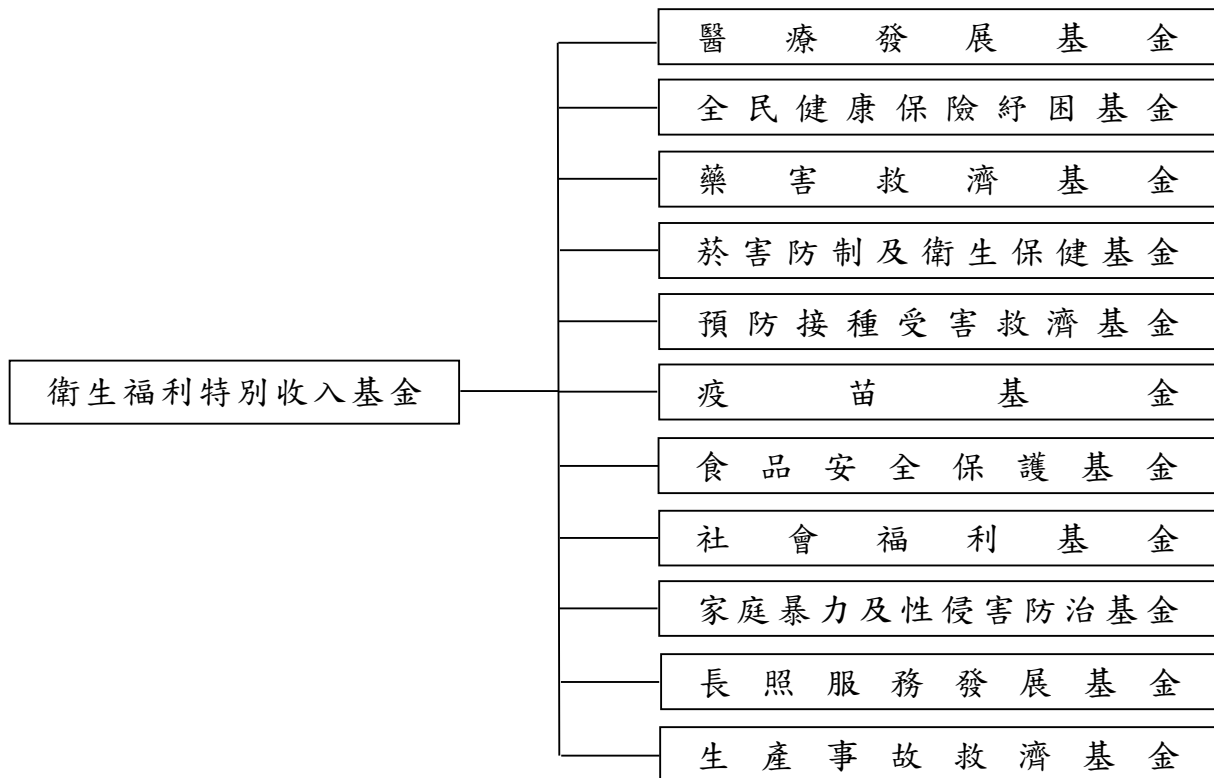 醫療發展基金
全民健康保險紓困基金
藥害救濟基金
菸害防制及衛生保健基金
預防接種受害救濟基金
衛生福利特別收入基金
疫苗基金
食品安全保護基金
社會福利基金
家庭暴力及性侵害防治基金
長照服務發展基金
生產事故救濟基金